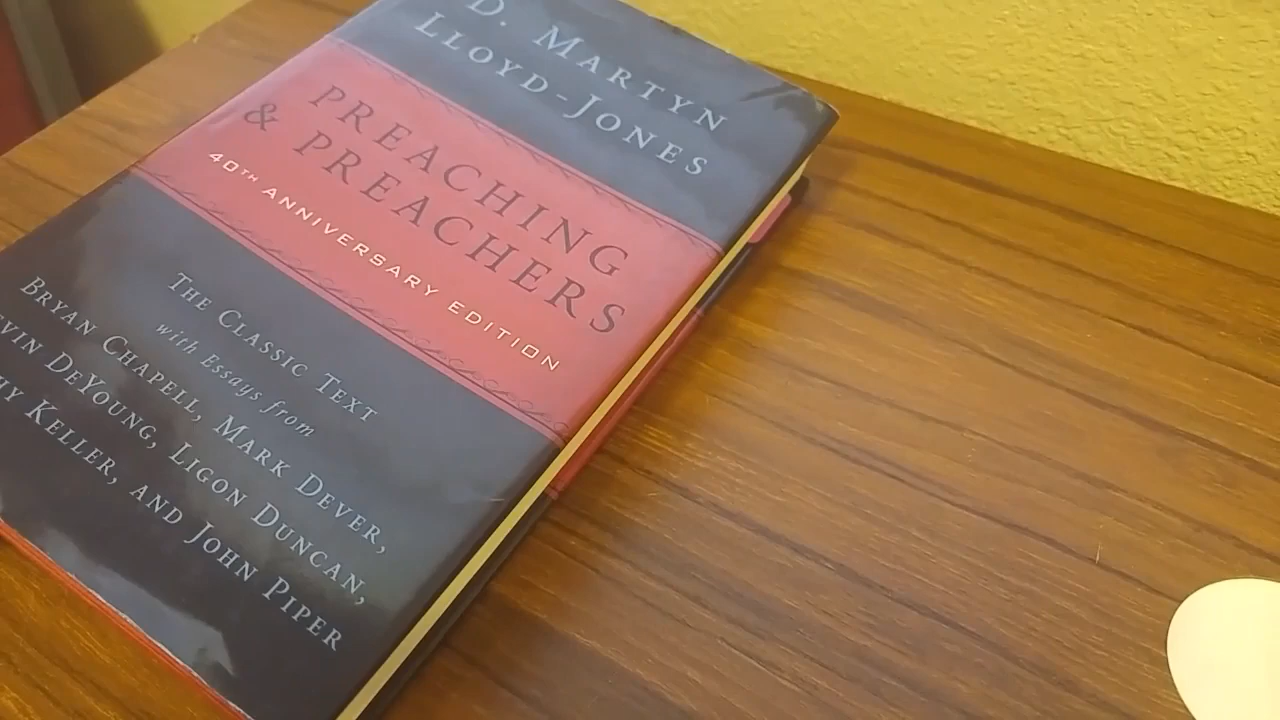 D. MARTYN
LLOYD-JONES
PREACHING
& PREACHERS
40TH ANNIVERSARY EDITION
THE CLASSIC TEXT
with Essays from
BRYAN CHAPELL, MARK DEVER,
DEYOUNG, LIGON DUNCAN,
KELLER, AND JOHN PIPER